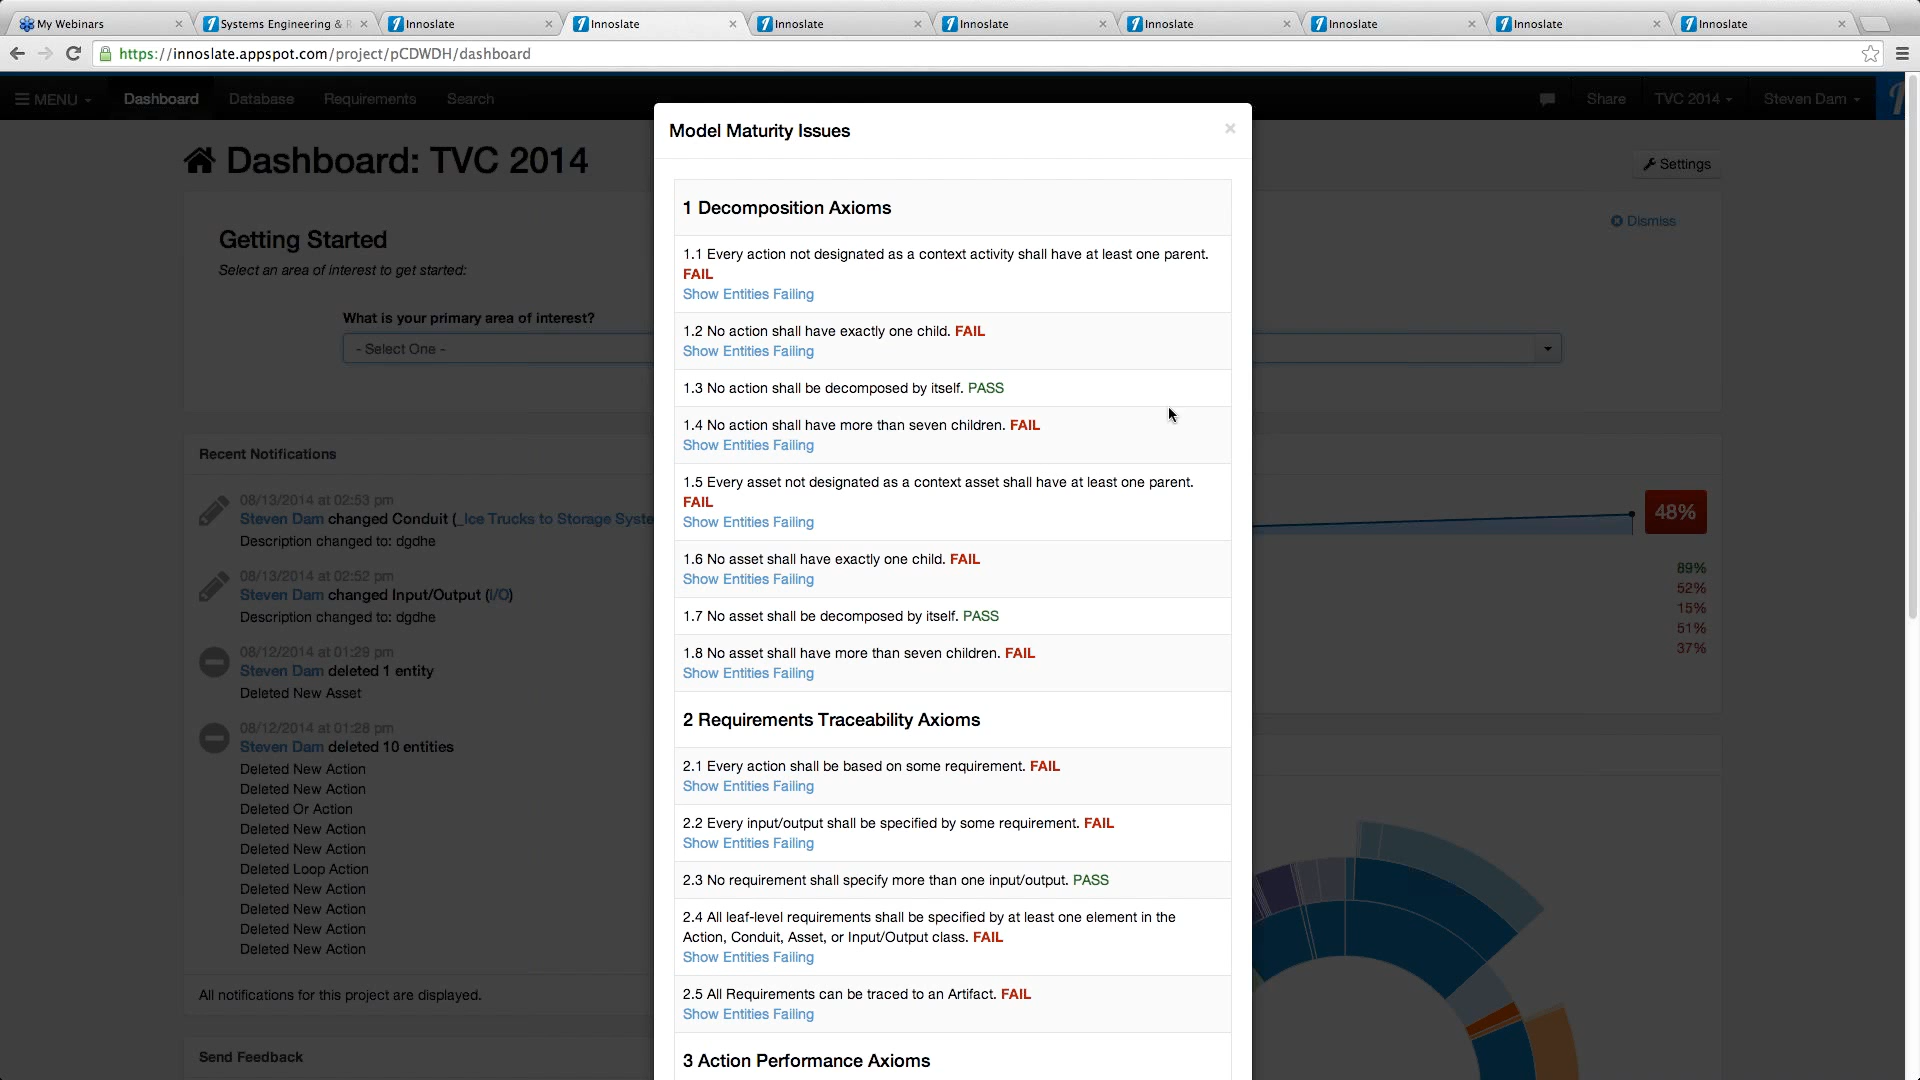 My Webinars
Systems Engineering & R
Innoslate
Innoslate
Innoslate
Innoslate
Innoslate
Innoslate
Innoslate
Innoslate
https://innoslate.appspot.com/project/pCDWDH/dashboard
MENU
Dashboard
Database
Requirements
Search
Share
TVC 2014
Steven Dam
Dashboard: TVC 2014
Settings
Getting Started
Dismiss
Select an area of interest to get started:
What is your primary area of interest?
- Select One -
Recent Notifications
08/13/2014 at 02:53 pm
Steven Dam changed Conduit (_Ice Trucks to Storage Syste
Description changed to: dgdhe
08/13/2014 at 02:52 pm
Steven Dam changed Input/Output (I/O)
Description changed to: dgdhe
08/12/2014 at 01:29 pm
Steven Dam deleted 1 entity
Deleted New Asset
08/12/2014 at 01:28 pm
Steven Dam deleted 10 entities
Deleted New Action
Deleted New Action
Deleted Or Action
Deleted New Action
Deleted New Action
Deleted Loop Action
Deleted New Action
Deleted New Action
Deleted New Action
Deleted New Action
All notifications for this project are displayed.
Send Feedback
Model Maturity Issues
1 Decomposition Axioms
1.1 Every action not designated as a context activity shall have at least one parent.
FAIL
Show Entities Failing
1.2 No action shall have exactly one child. FAIL
Show Entities Failing
1.3 No action shall be decomposed by itself. PASS
1.4 No action shall have more than seven children. FAIL
Show Entities Failing
1.5 Every asset not designated as a context asset shall have at least one parent.
FAIL
Show Entities Failing
1.6 No asset shall have exactly one child. FAIL
Show Entities Failing
1.7 No asset shall be decomposed by itself. PASS
1.8 No asset shall have more than seven children. FAIL
Show Entities Failing
2 Requirements Traceability Axioms
2.1 Every action shall be based on some requirement. FAIL
Show Entities Failing
2.2 Every input/output shall be specified by some requirement. FAIL
Show Entities Failing
2.3 No requirement shall specify more than one input/output. PASS
2.4 All leaf-level requirements shall be specified by at least one element in the
Action, Conduit, Asset, or Input/Output class. FAIL
Show Entities Failing
2.5 All Requirements can be traced to an Artifact. FAIL
Show Entities Failing
3 Action Performance Axioms
48%
89%
52%
15%
51%
37%